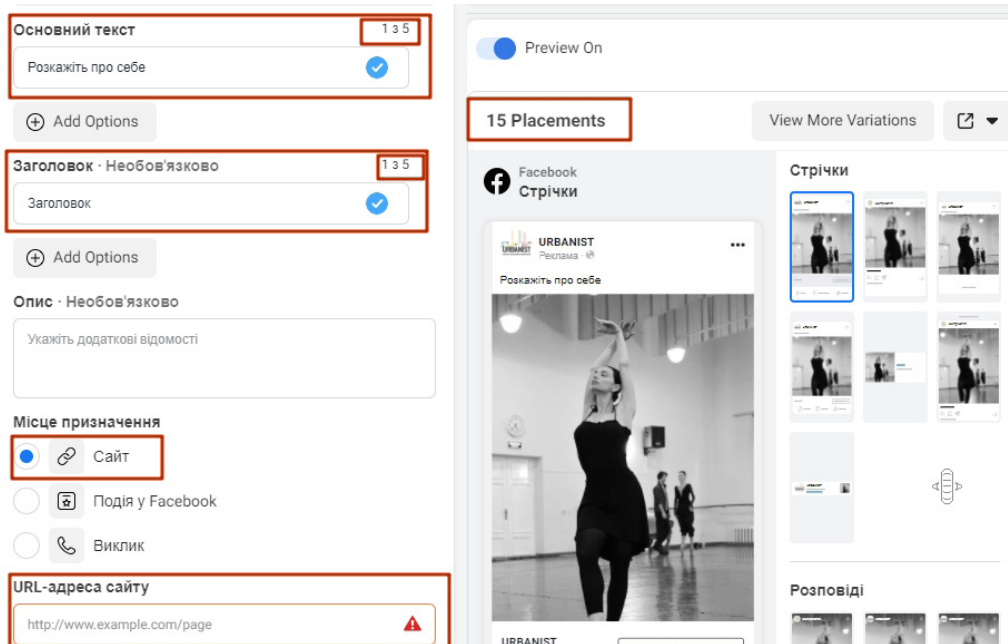 Основний текст
1 з 5
Розкажіть про себе
Add Options
Заголовок · Необов'язково
1 з 5
Заголовок
Add Options
Опис · Необов'язково
Укажіть додаткові відомості
Місце призначення
Сайт
Подія у Facebook
Виклик
URL-адреса сайту
http://www.example.com/page
Preview On
15 Placements
View More Variations
Facebook
Стрічки
URBANIST
URBANIST
Реклама ·
Розкажіть про себе
URBANIST
Стрічки
Розповіді